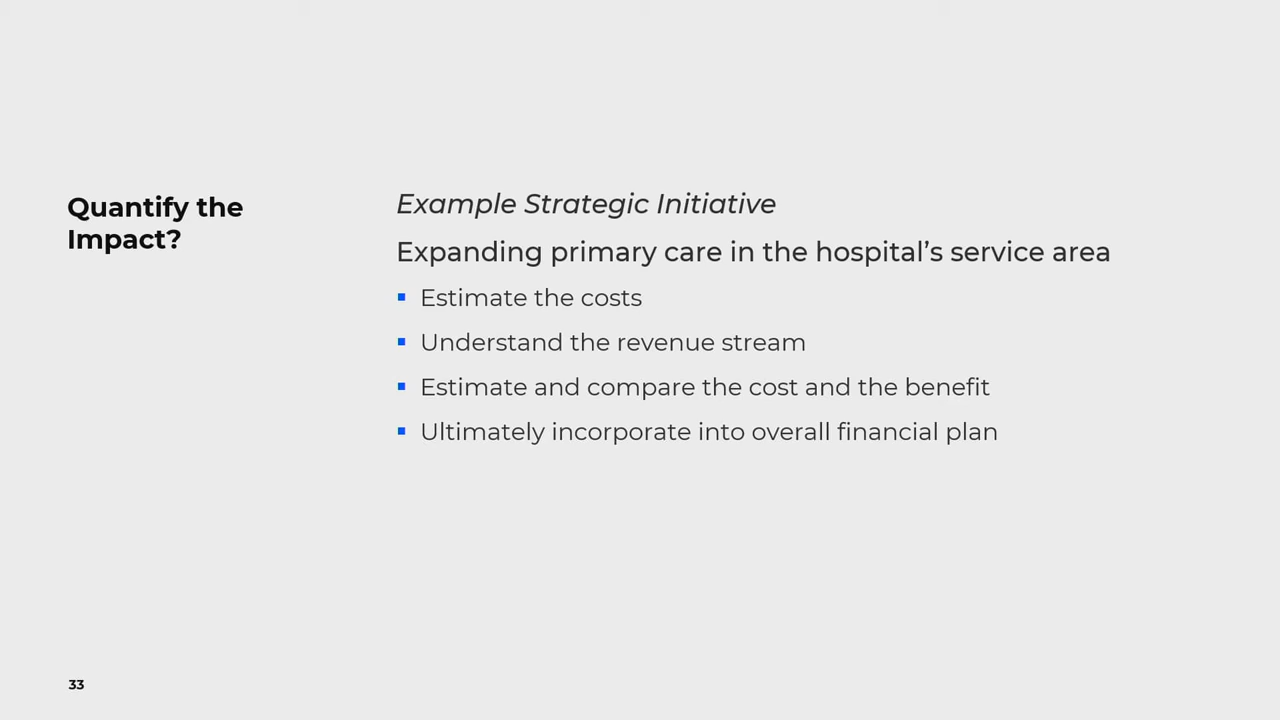 Quantify the
Impact?
Example Strategic Initiative
Expanding primary care in the hospital’s service area
▪ Estimate the costs
▪ Understand the revenue stream
▪ Estimate and compare the cost and the benefit
▪ Ultimately incorporate into overall financial plan
33